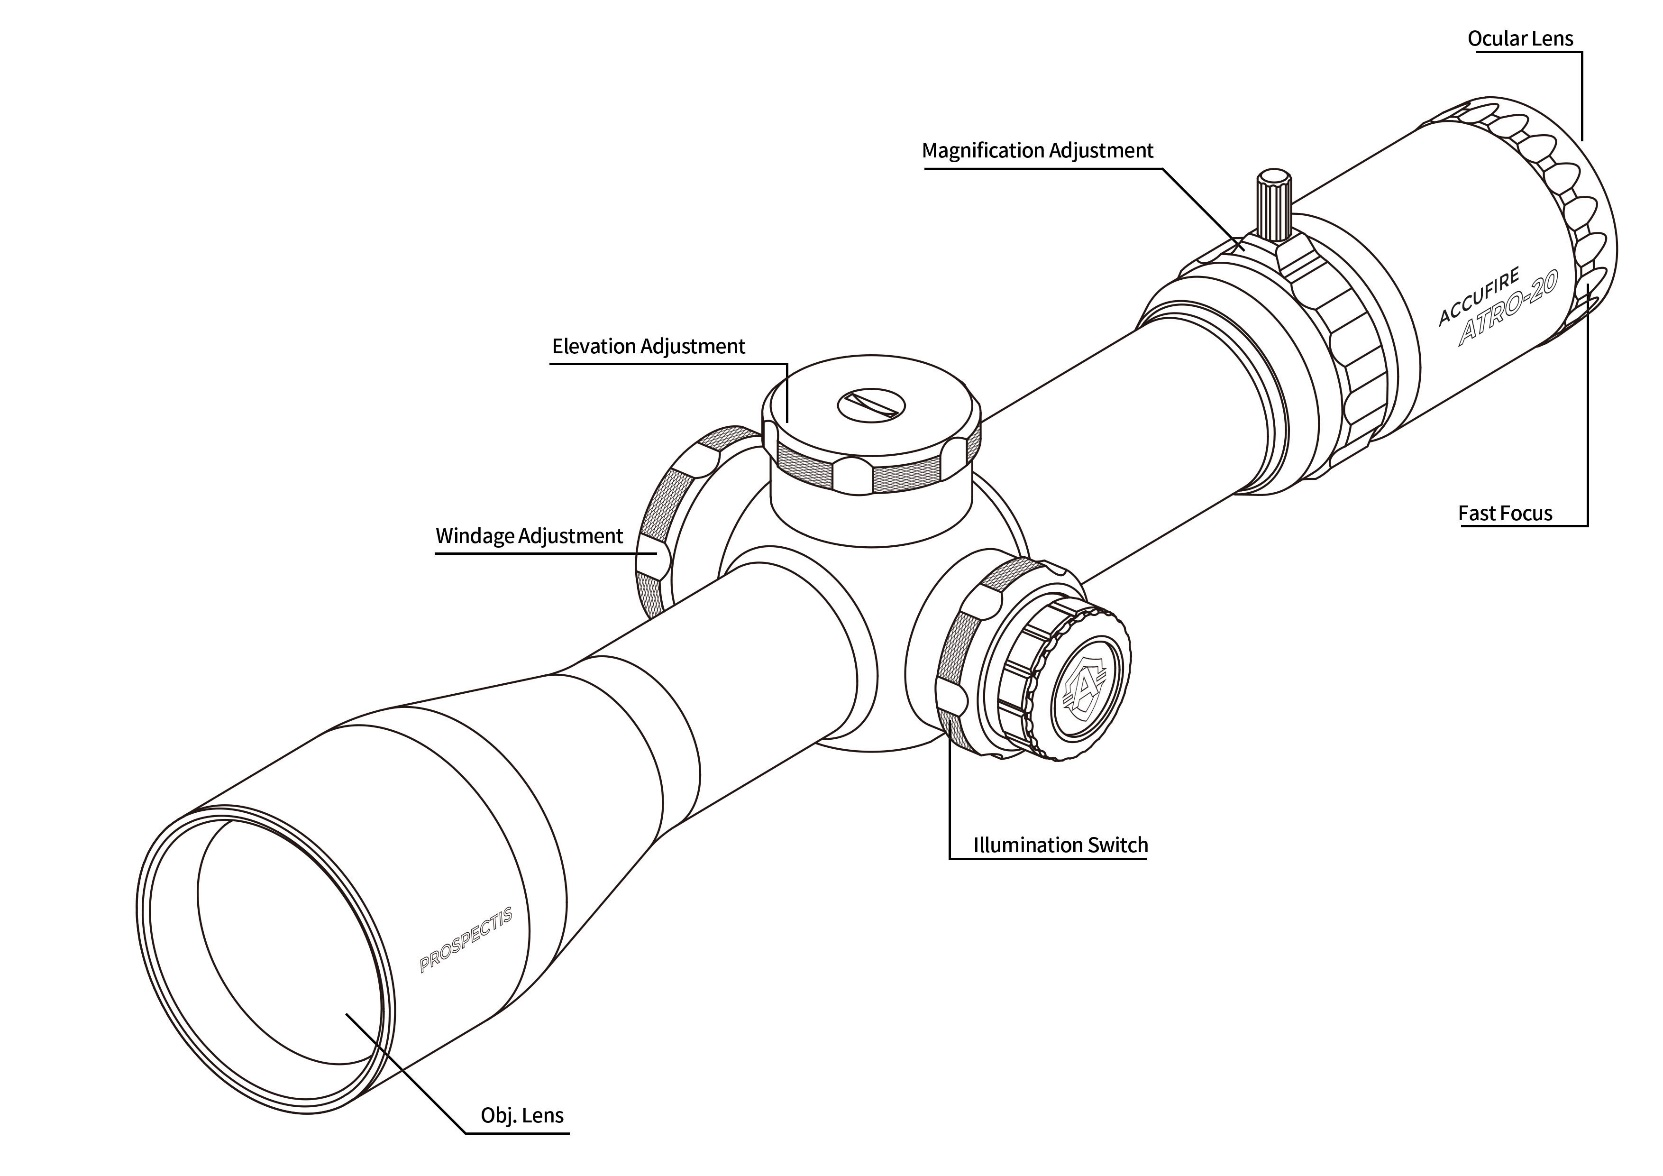 Ocular Lens
Magnification Adjustment
ACCUFIRE
ATRO-20
Elevation Adjustment
Fast Focus
Windage Adjustment
Illumination Switch
PROSPECTIS
Obj. Lens